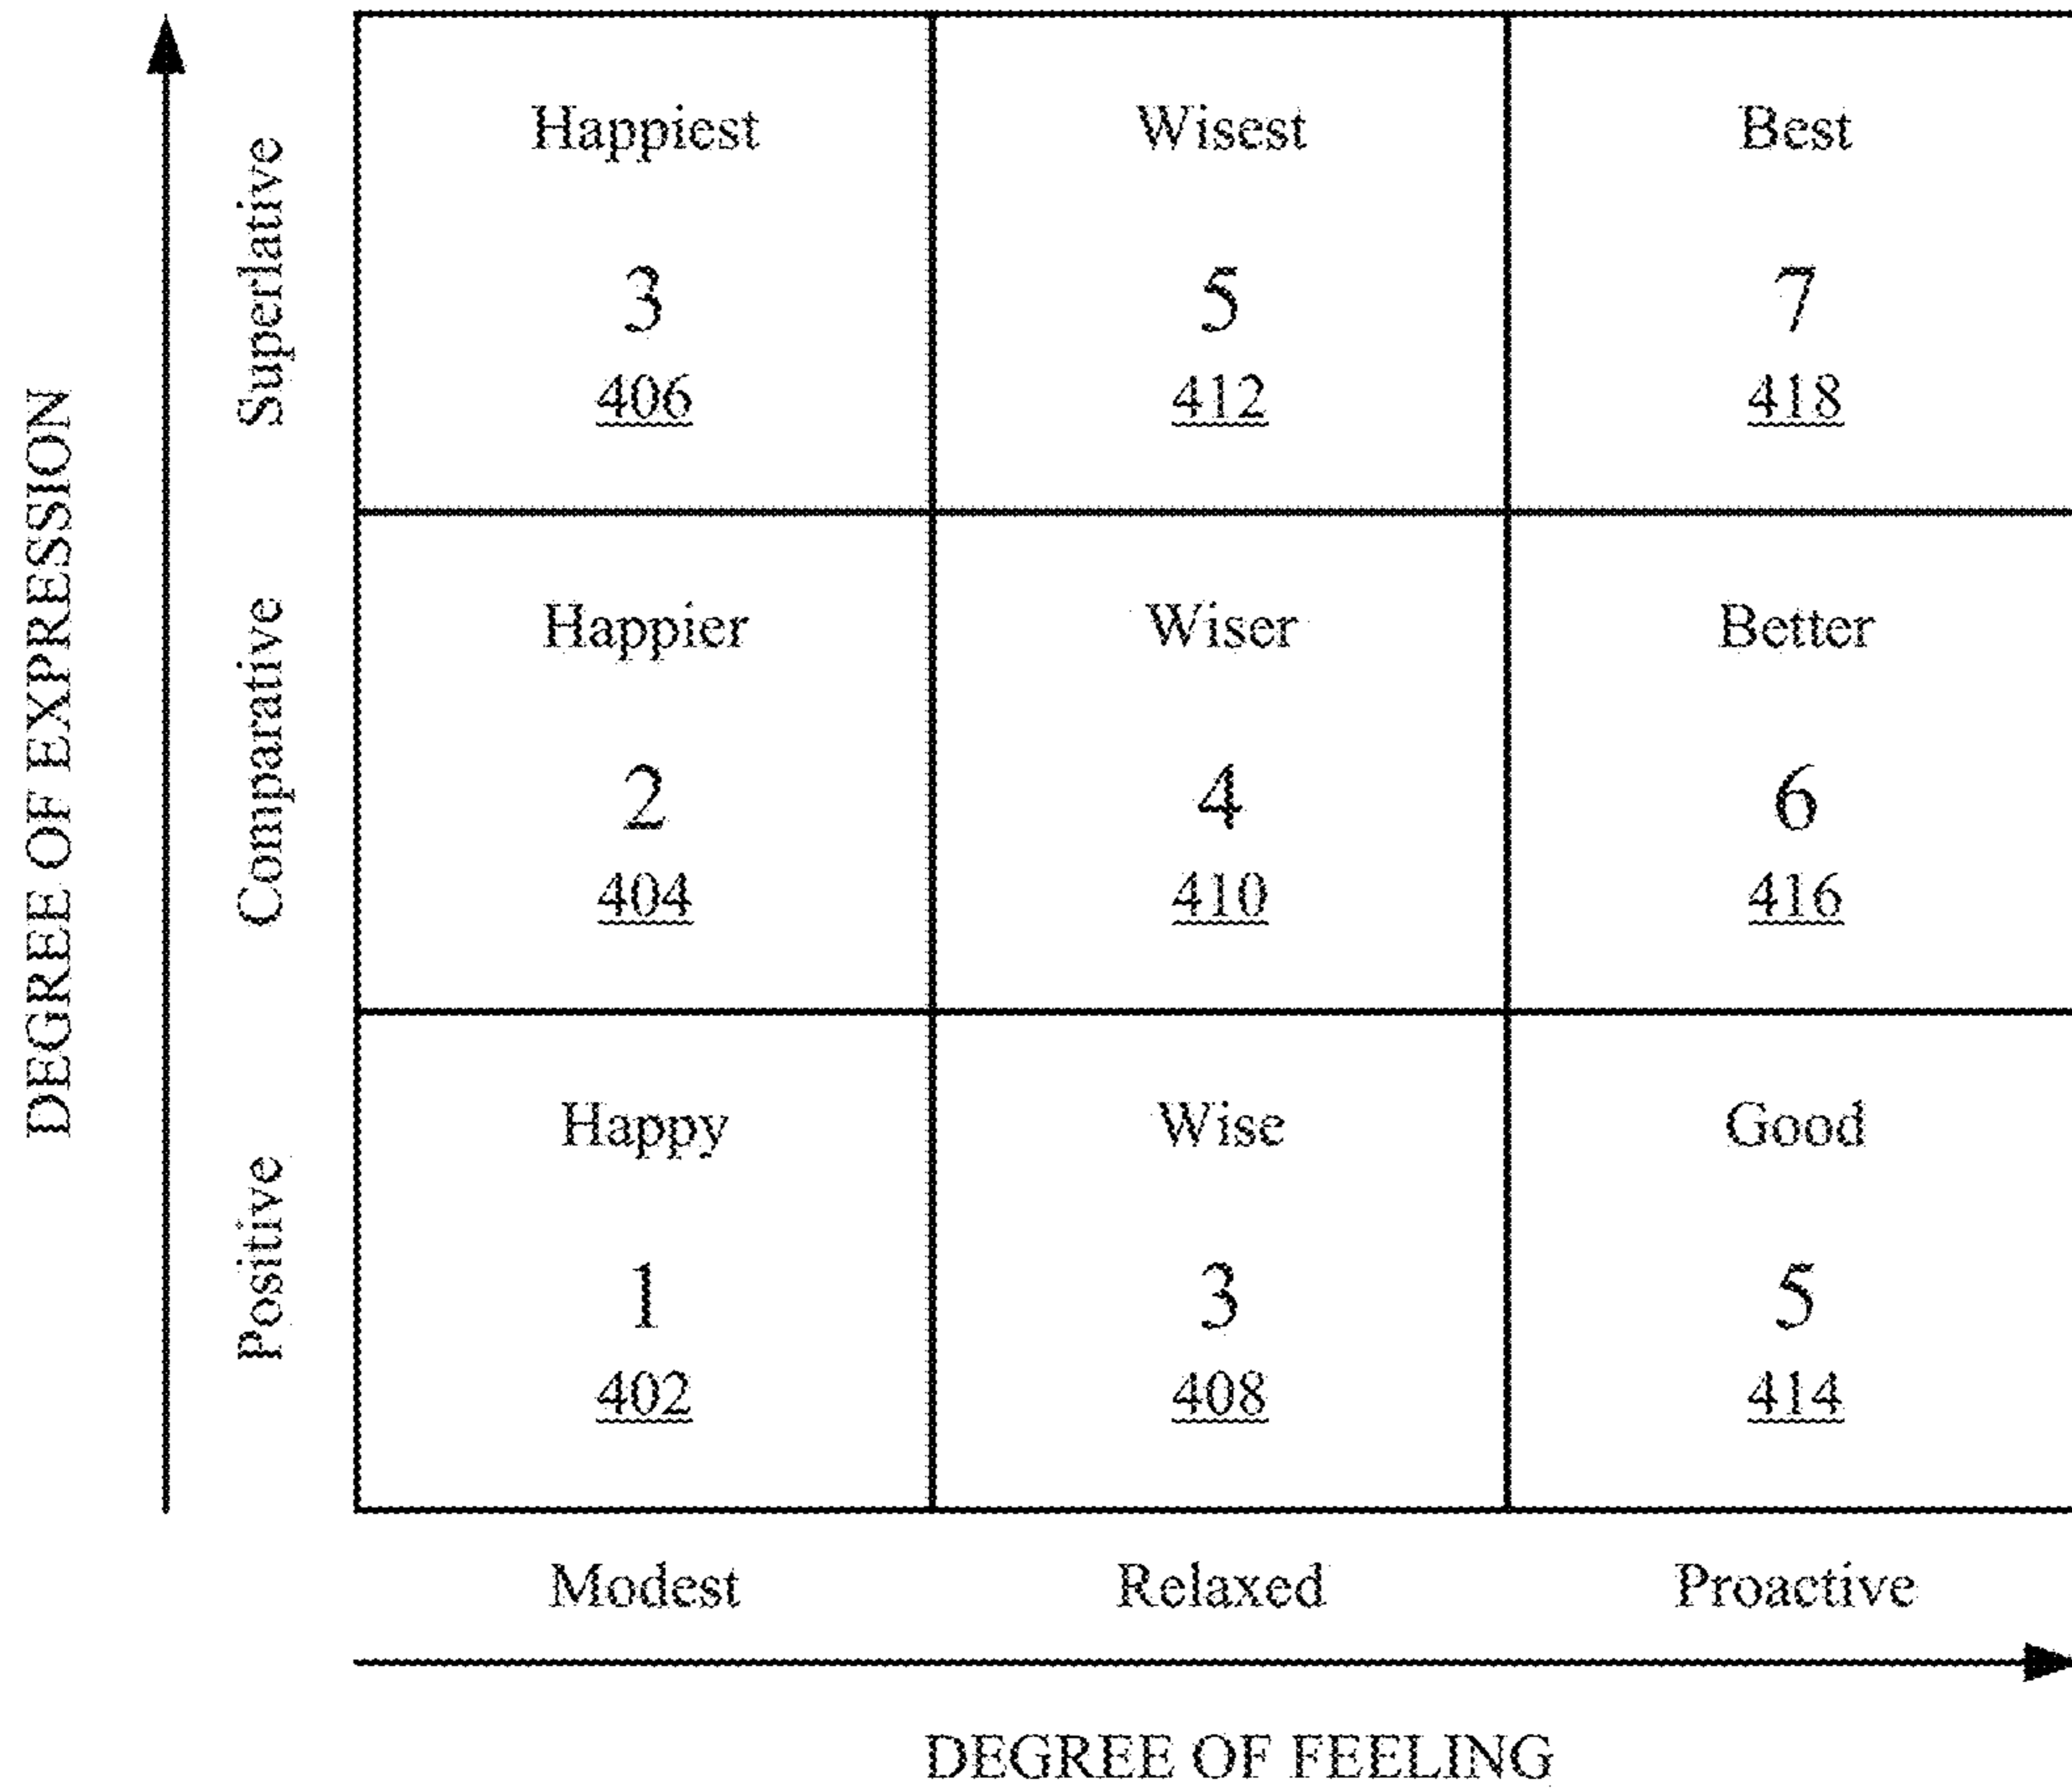 DEGREE OF EXPRESSION
Superlative
Happiest
3
406
Wisest
5
412
Best
7
418
Comparative
Happier
2
404
Wiser
4
410
Better
6
416
Positive
Happy
1
402
Wise
3
408
Good
5
414
Modest
Relaxed
Proactive
DEGREE OF FEELING